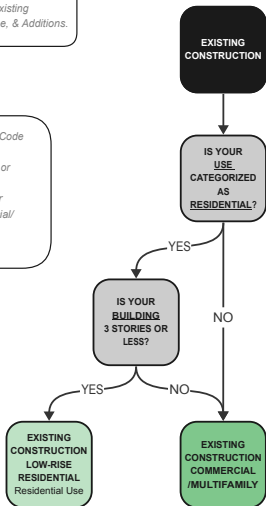 xisting
e, & Additions.
EXISTING
CONSTRUCTION
Code
or
r
ial/
IS YOUR
USE
CATEGORIZED
AS
RESIDENTIAL?
YES
IS YOUR
BUILDING
3 STORIES OR
LESS?
NO
YES
NO
EXISTING
CONSTRUCTION
LOW-RISE
RESIDENTIAL
Residential Use
EXISTING
CONSTRUCTION
COMMERCIAL
/MULTIFAMILY